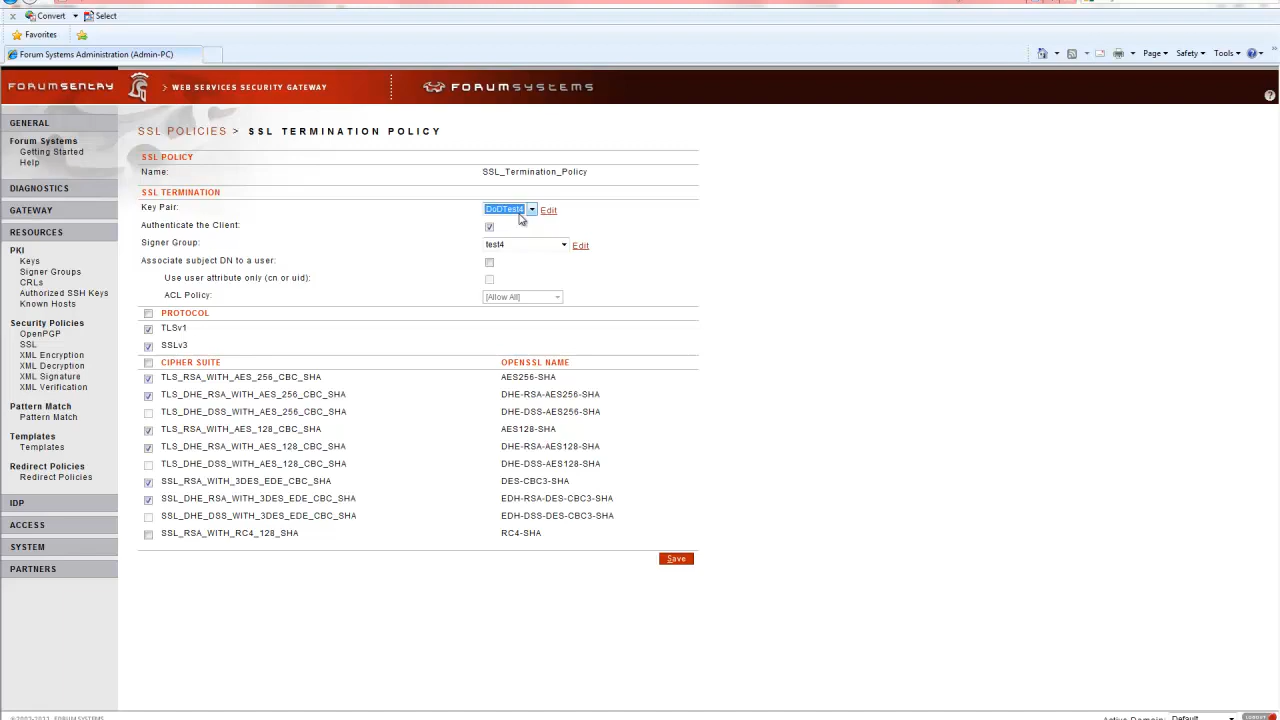 Convert Select
Favorites
Forum Systems Administration (Admin-PC)
Page Safety Tools
FORUMSENTRY > WEB SERVICES SECURITY GATEWAY FORUMSYSTEMS
GENERAL
Forum Systems
Getting Started
Help
DIAGNOSTICS
GATEWAY
RESOURCES
PKI
Keys
Signer Groups
CRLs
Authorized SSH Keys
Known Hosts
Security Policies
OpenPGP
SSL
XML Encryption
XML Decryption
XML Signature
XML Verification
Pattern Match
Pattern Match
Templates
Templates
Redirect Policies
Redirect Policies
IDP
ACCESS
SYSTEM
PARTNERS
SSL POLICIES > SSL TERMINATION POLICY
SSL POLICY
Name: SSL_Termination_Policy
SSL TERMINATION
Key Pair: DoDTest4 Edit
Authenticate the Client:
Signer Group: test4 Edit
Associate subject DN to a user:
Use user attribute only (cn or uid):
ACL Policy: [Allow All]
PROTOCOL
TLSv1
SSLv3
CIPHER SUITE OPENSSL NAME
TLS_RSA_WITH_AES_256_CBC_SHA AES256-SHA
TLS_DHE_RSA_WITH_AES_256_CBC_SHA DHE-RSA-AES256-SHA
TLS_DHE_DSS_WITH_AES_256_CBC_SHA DHE-DSS-AES256-SHA
TLS_RSA_WITH_AES_128_CBC_SHA AES128-SHA
TLS_DHE_RSA_WITH_AES_128_CBC_SHA DHE-RSA-AES128-SHA
TLS_DHE_DSS_WITH_AES_128_CBC_SHA DHE-DSS-AES128-SHA
SSL_RSA_WITH_3DES_EDE_CBC_SHA DES-CBC3-SHA
SSL_DHE_RSA_WITH_3DES_EDE_CBC_SHA EDH-RSA-DES-CBC3-SHA
SSL_DHE_DSS_WITH_3DES_EDE_CBC_SHA EDH-DSS-DES-CBC3-SHA
SSL_RSA_WITH_RC4_128_SHA RC4-SHA
Save
FORUM SYSTEMS Active Domain: Default LOGOUT